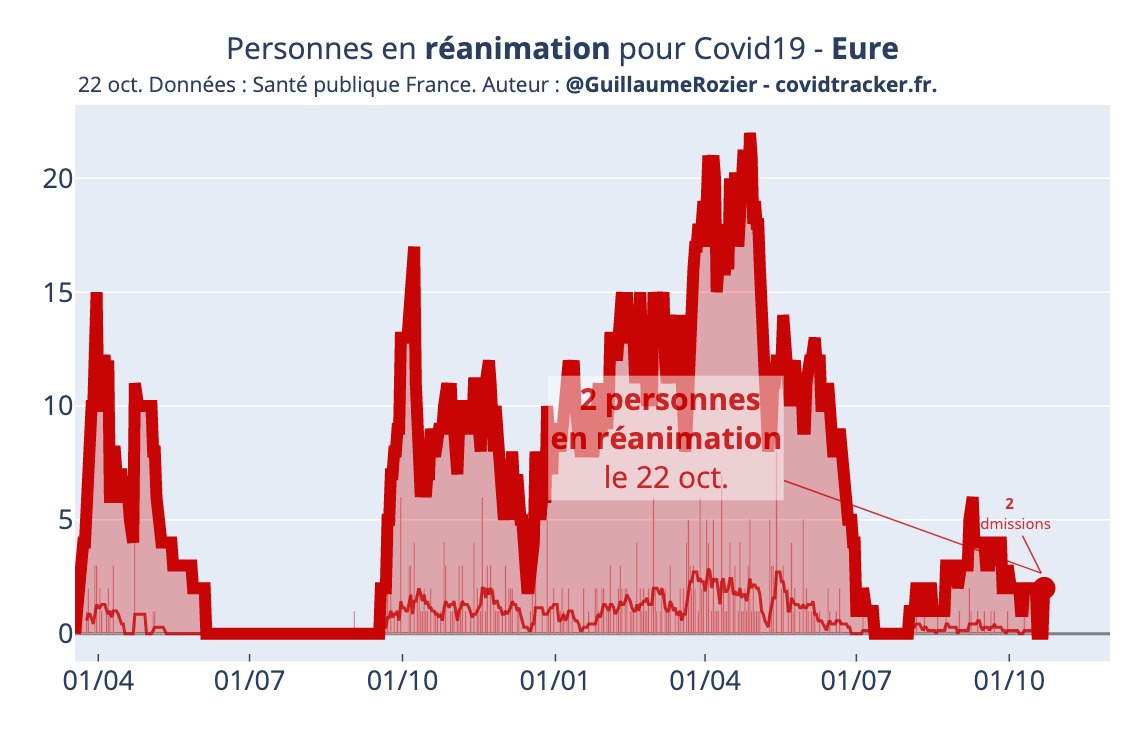 Personnes en réanimation pour Covid19 - Eure
22 oct. Données : Santé publique France. Auteur : @GuillaumeRozier - covidtracker.fr.
20
15
10
5
0
2 personnes
en réanimation
le 22 oct.
2
dmissions
01/04
01/07
01/10
01/01
01/04
01/07
01/10